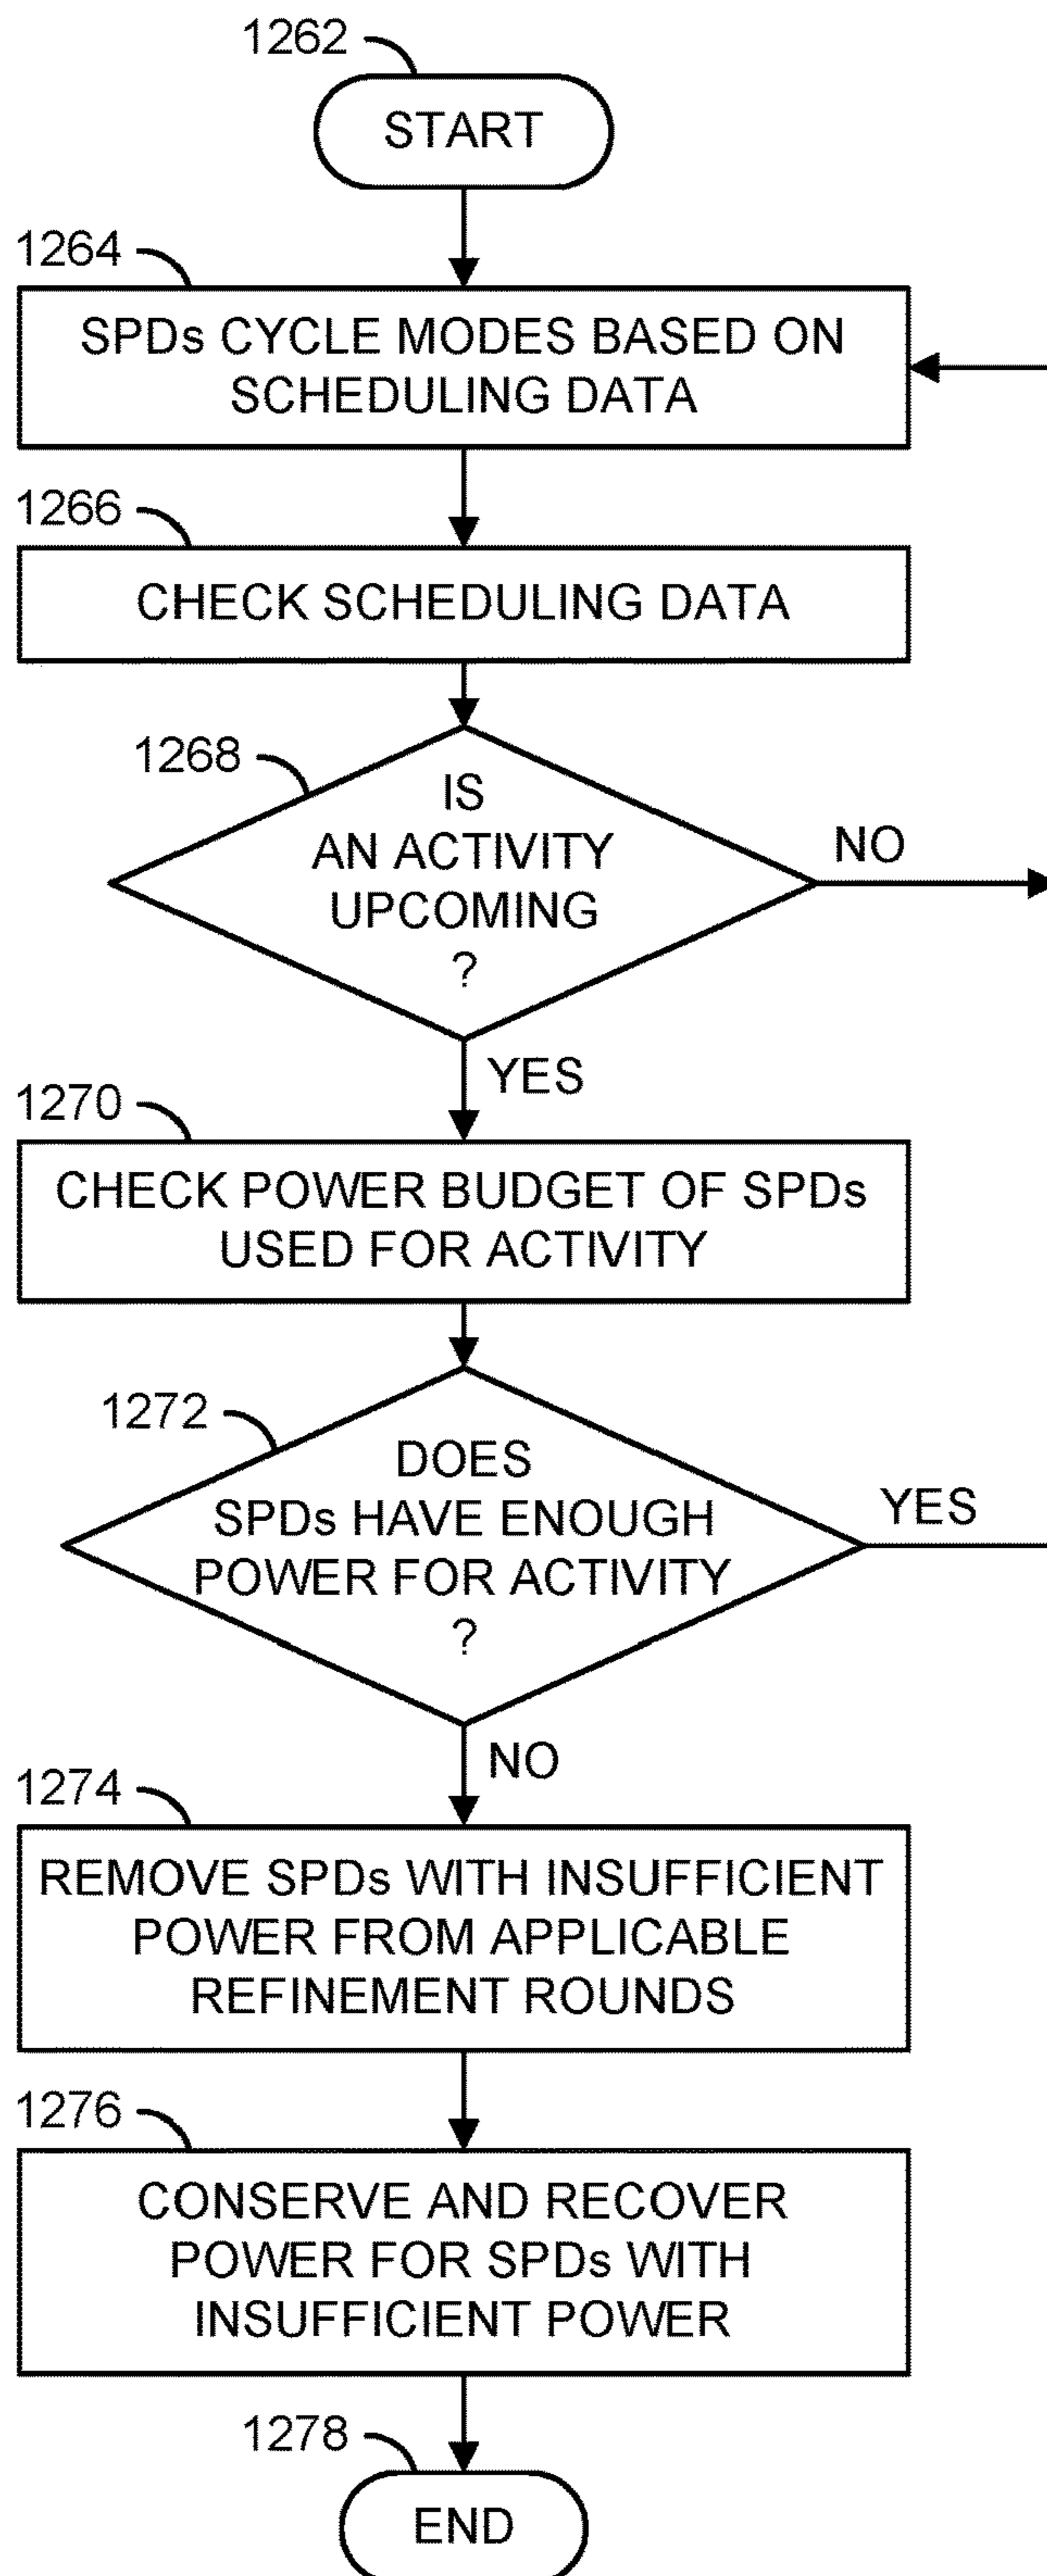 1262
START
1264
SPDs CYCLE MODES BASED ON
SCHEDULING DATA
1266
CHECK SCHEDULING DATA
1268
IS
AN ACTIVITY
UPCOMING
?
NO
YES
1270
CHECK POWER BUDGET OF SPDs
USED FOR ACTIVITY
1272
DOES
SPDs HAVE ENOUGH
POWER FOR ACTIVITY
?
YES
NO
1274
REMOVE SPDs WITH INSUFFICIENT
POWER FROM APPLICABLE
REFINEMENT ROUNDS
1276
CONSERVE AND RECOVER
POWER FOR SPDs WITH
INSUFFICIENT POWER
1278
END